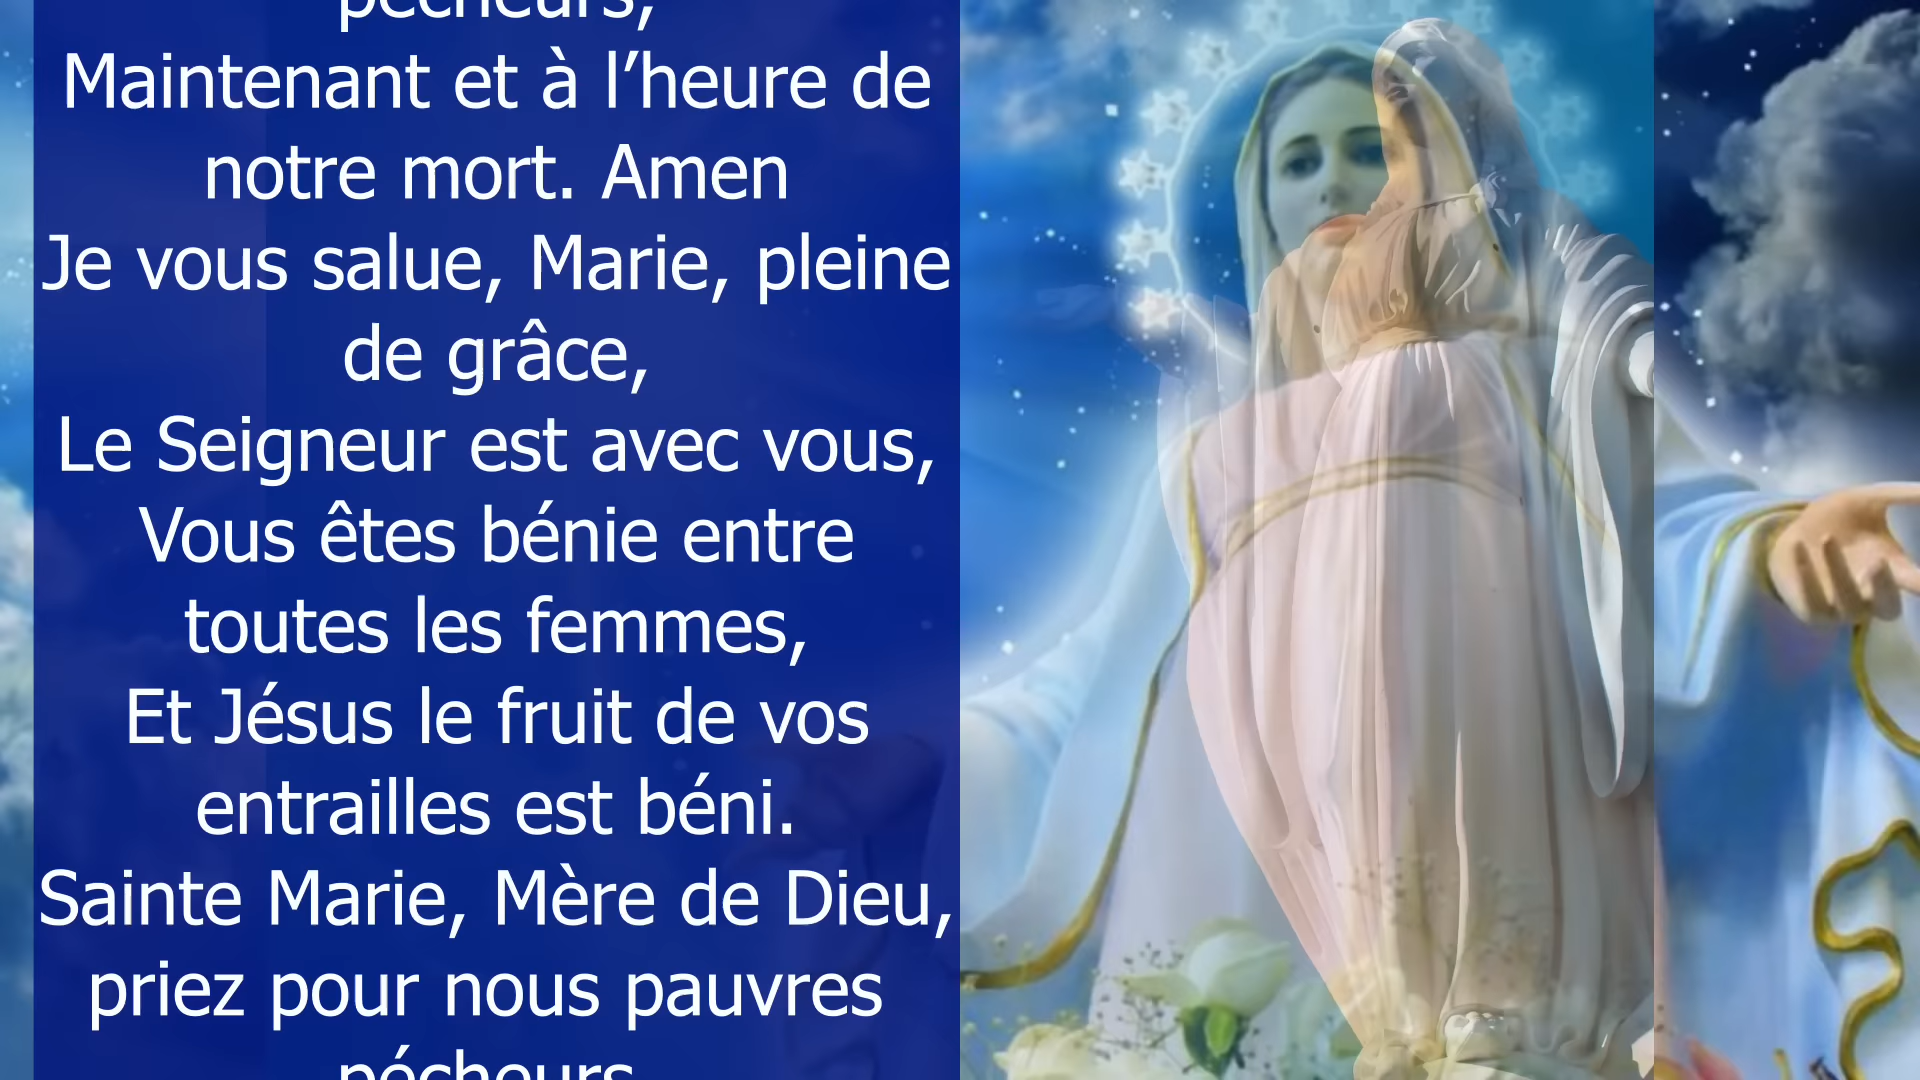 pécheurs,
Maintenant et à l’heure de
notre mort. Amen
Je vous salue, Marie, pleine
de grâce,
Le Seigneur est avec vous,
Vous êtes bénie entre
toutes les femmes,
Et Jésus le fruit de vos
entrailles est béni.
Sainte Marie, Mère de Dieu,
priez pour nous pauvres
pécheurs